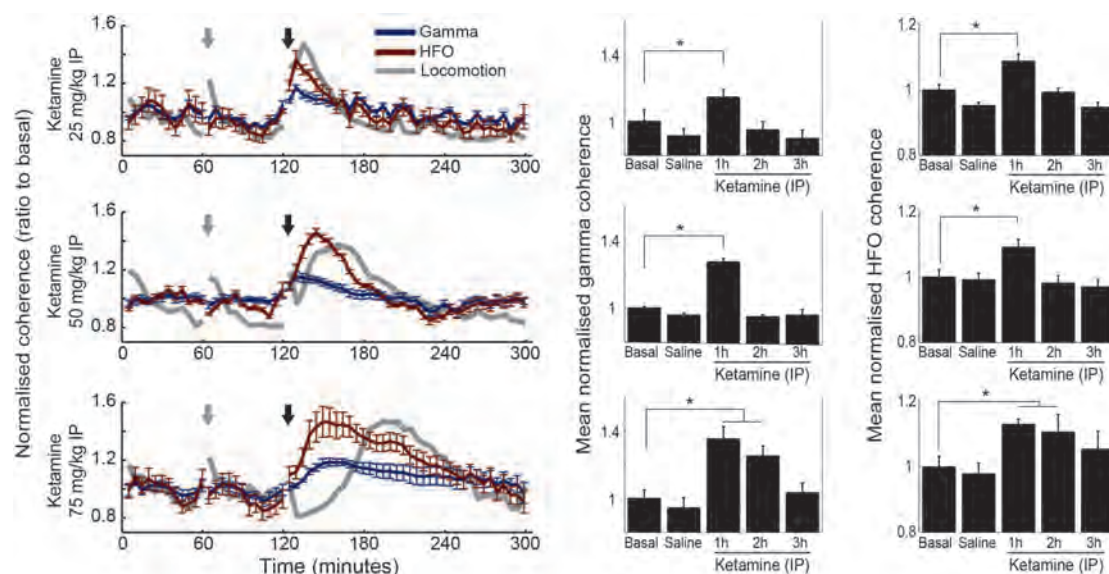 Normalised coherence (ratio to basal)
Ketamine
25 mg/kg IP
1.6
1.4
1.2
1.0
0.8
0 60 120 180 240 300
Gamma
HFO
Locomotion
Ketamine
50 mg/kg IP
1.6
1.2
0.8
0 60 120 180 240 300
Ketamine
75 mg/kg IP
1.6
1.2
0.8
0 60 120 180 240 300
Time (minutes)
Mean normalised gamma coherence
1.4
1
*
Basal Saline 1h 2h 3h
Ketamine (IP)
1.4
1
*
Basal Saline 1h 2h 3h
Ketamine (IP)
1.4
1
*
Basal Saline 1h 2h 3h
Ketamine (IP)
Mean normalised HFO coherence
1.2
1
0.8
*
Basal Saline 1h 2h 3h
Ketamine (IP)
1.2
1
0.8
*
Basal Saline 1h 2h 3h
Ketamine (IP)
1.2
1
0.8
*
Basal Saline 1h 2h 3h
Ketamine (IP)